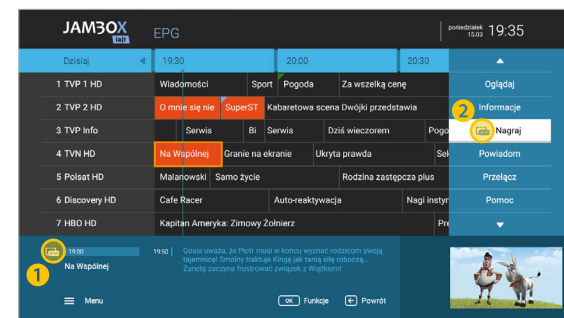 JAMBOX
lajt
EPG
poniedziałek
15.03
19:35
Dzisiaj
19:30
20:00
20:30
1 TVP 1 HD
Wiadomości
Sport
Pogoda
Za wszelką cenę
Oglądaj
2 TVP 2 HD
O mnie się nie
SuperST
Kabaretowa scena Dwójki przedstawia
2
Informacje
3 TVP Info
Serwis
Bi
Serwis
Dziś wieczorem
Pogo
Nagraj
4 TVN HD
Na Wspólnej
Granie na ekranie
Ukryta prawda
Sek
Powiadom
5 Polsat HD
Malanowski
Samo życie
Rodzina zastępcza plus
Przełącz
6 Discovery HD
Cafe Racer
Auto-reaktywacja
Nagi instyn
Pomoc
7 HBO HD
Kapitan Ameryka: Zimowy Żołnierz
Pre
19:00
19:50
Gosia uważa, że Piotr musi w końcu wyznać rodzicom swoją
tajemnicę! Smolny traktuje Kingę jak tanią siłę roboczą...
Żanetę zaczyna frustrować związek z Wojtkiem!
1
Na Wspólnej
Menu
OK Funkcje
Powrót